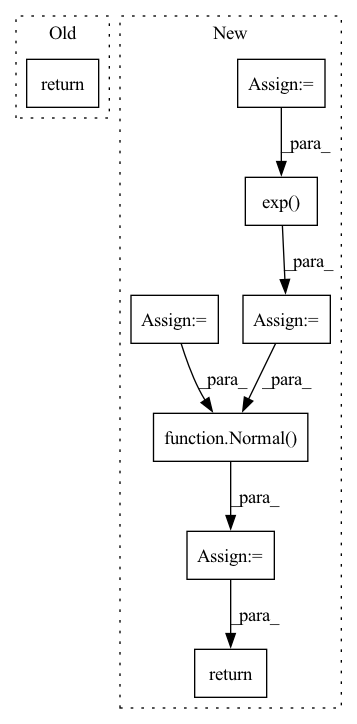 Old
New
return
Assign:=
_para_
exp()
_para_
Assign:=
Assign:=
_para_
_para_
function.Normal()
_para_
Assign:=
_para_
return